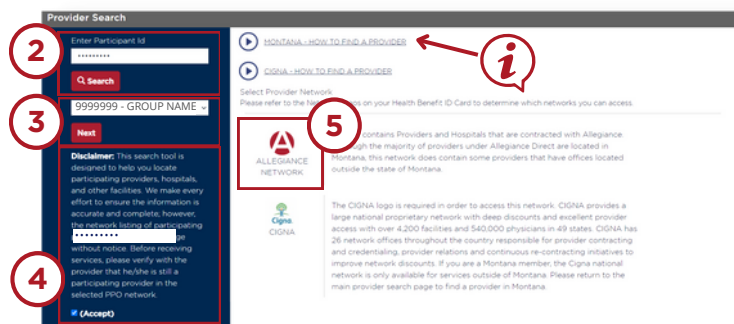 Provider Search
2
Enter Participant Id
Search
3
9999999 - GROUP NAME
Next
4
Disclaimer: This search tool is
designed to help you locate
participating providers, hospitals,
and other facilities. We make every
effort to ensure the information is
accurate and complete; however,
the network listing of participating
without notice. Before receiving
services, please verify with the
provider that he/she is still a
participating provider in the
selected PPO network.
(Accept)
MONTANA - HOW TO FIND A PROVIDER
i
CIGNA - HOW TO FIND A PROVIDER
Select Provider Network
Please refer to the on your Health Benefit ID Card to determine which networks you can access.
5
ALLEGIANCE
NETWORK
contains Providers and Hospitals that are contracted with Allegiance
the majority of providers under Allegiance Direct are located in
Montana, this network does contain some providers that have offices located
outside the state of Montana.
Cigna
CIGNA
The CIGNA logo is required in order to access this network. CIGNA provides a
large national proprietary network with deep discounts and excellent provider
access with over 4,200 facilities and 540,000 physicians in 49 states. CIGNA has
26 network offices throughout the country responsible for provider contracting
and credentialing, provider relations and continuous re-contracting initiatives to
improve network discounts. If you are a Montana member, the Cigna national
network is only available for services outside of Montana. Please return to the
main provider search page to find a provider in Montana.